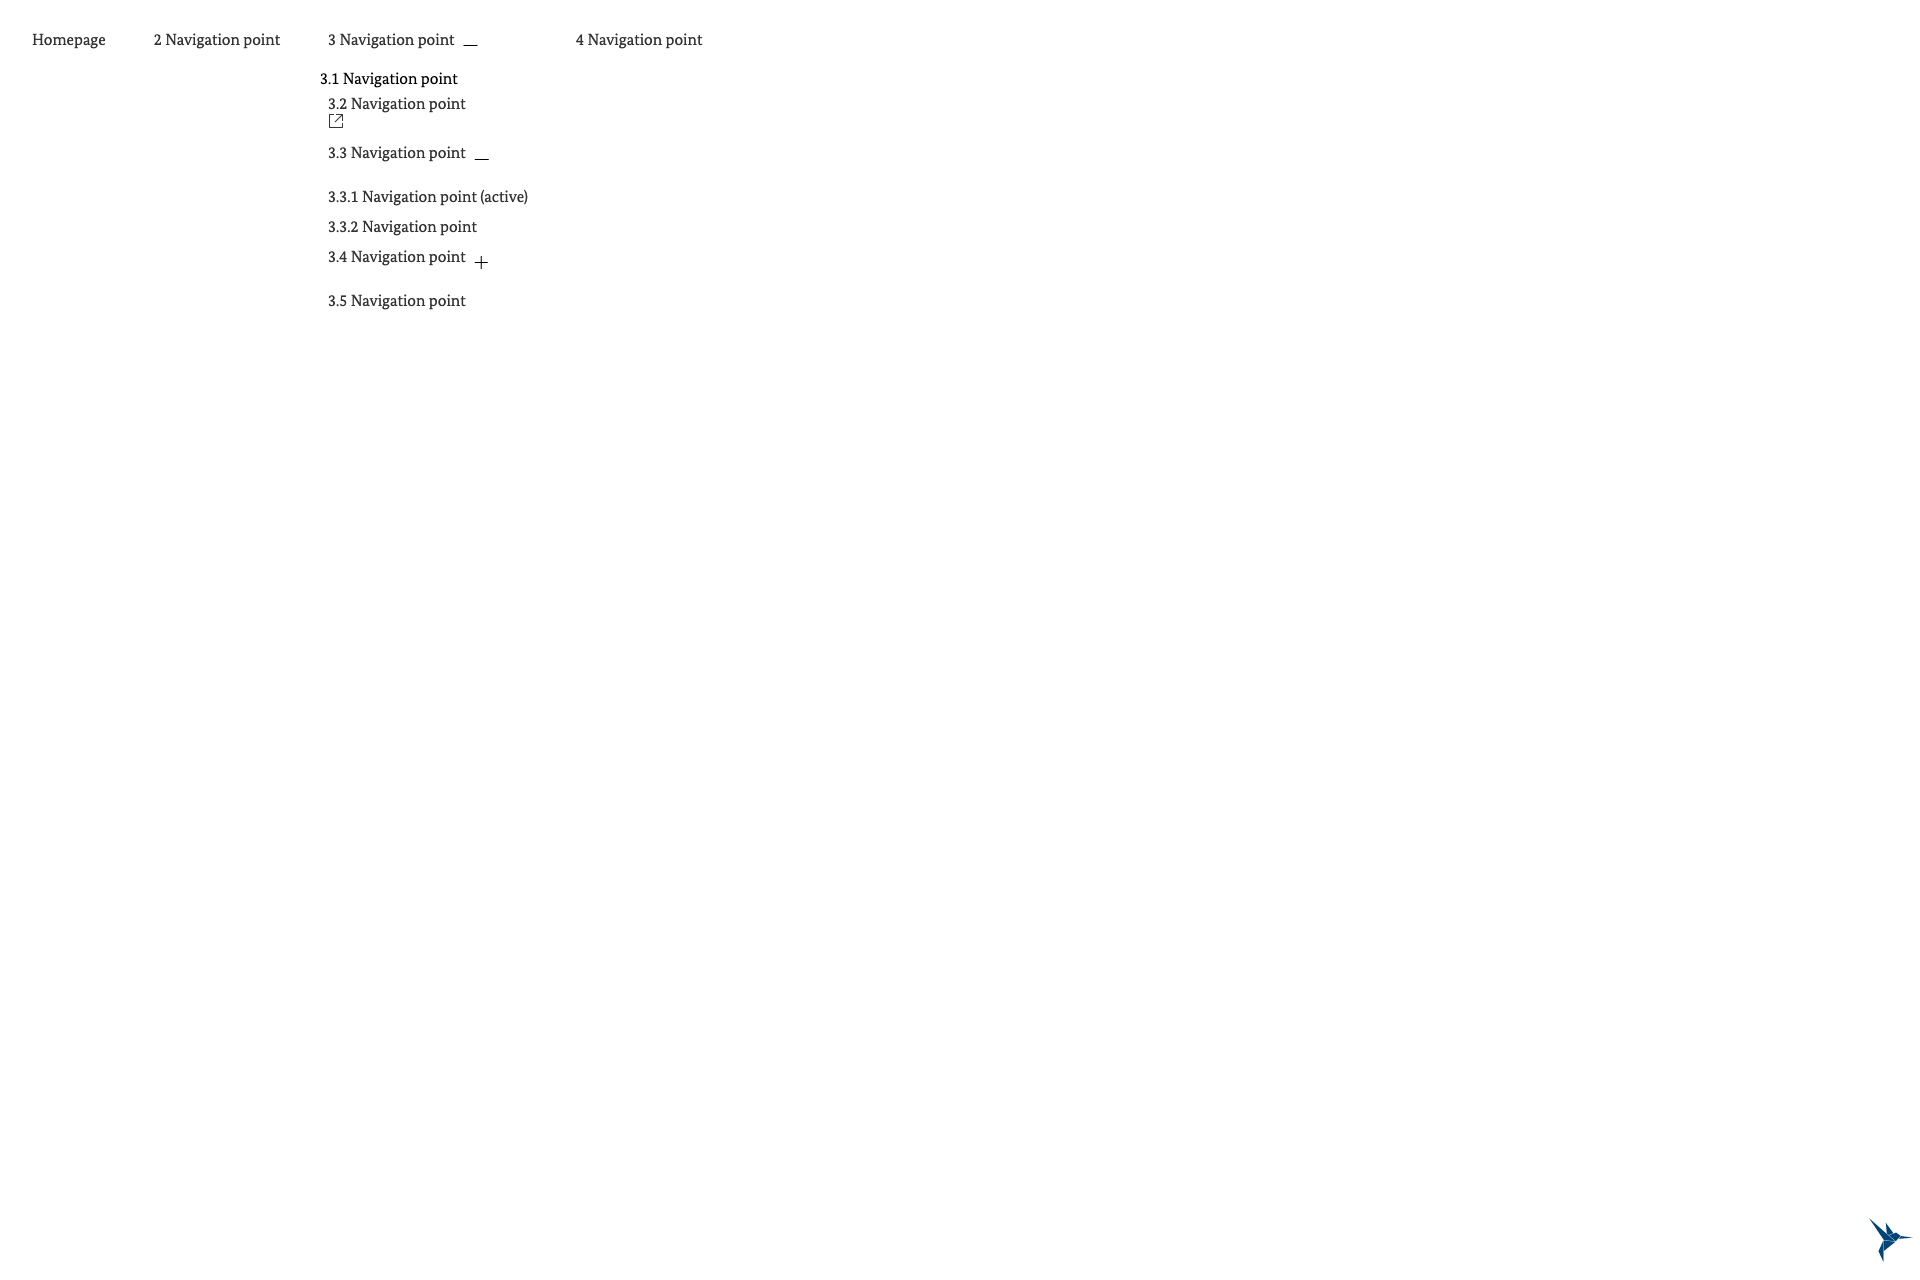 Homepage
2 Navigation point
3 Navigation point
4 Navigation point
3.1 Navigation point
3.2 Navigation point
3.3 Navigation point
3.3.1 Navigation point (active)
3.3.2 Navigation point
3.4 Navigation point
3.5 Navigation point